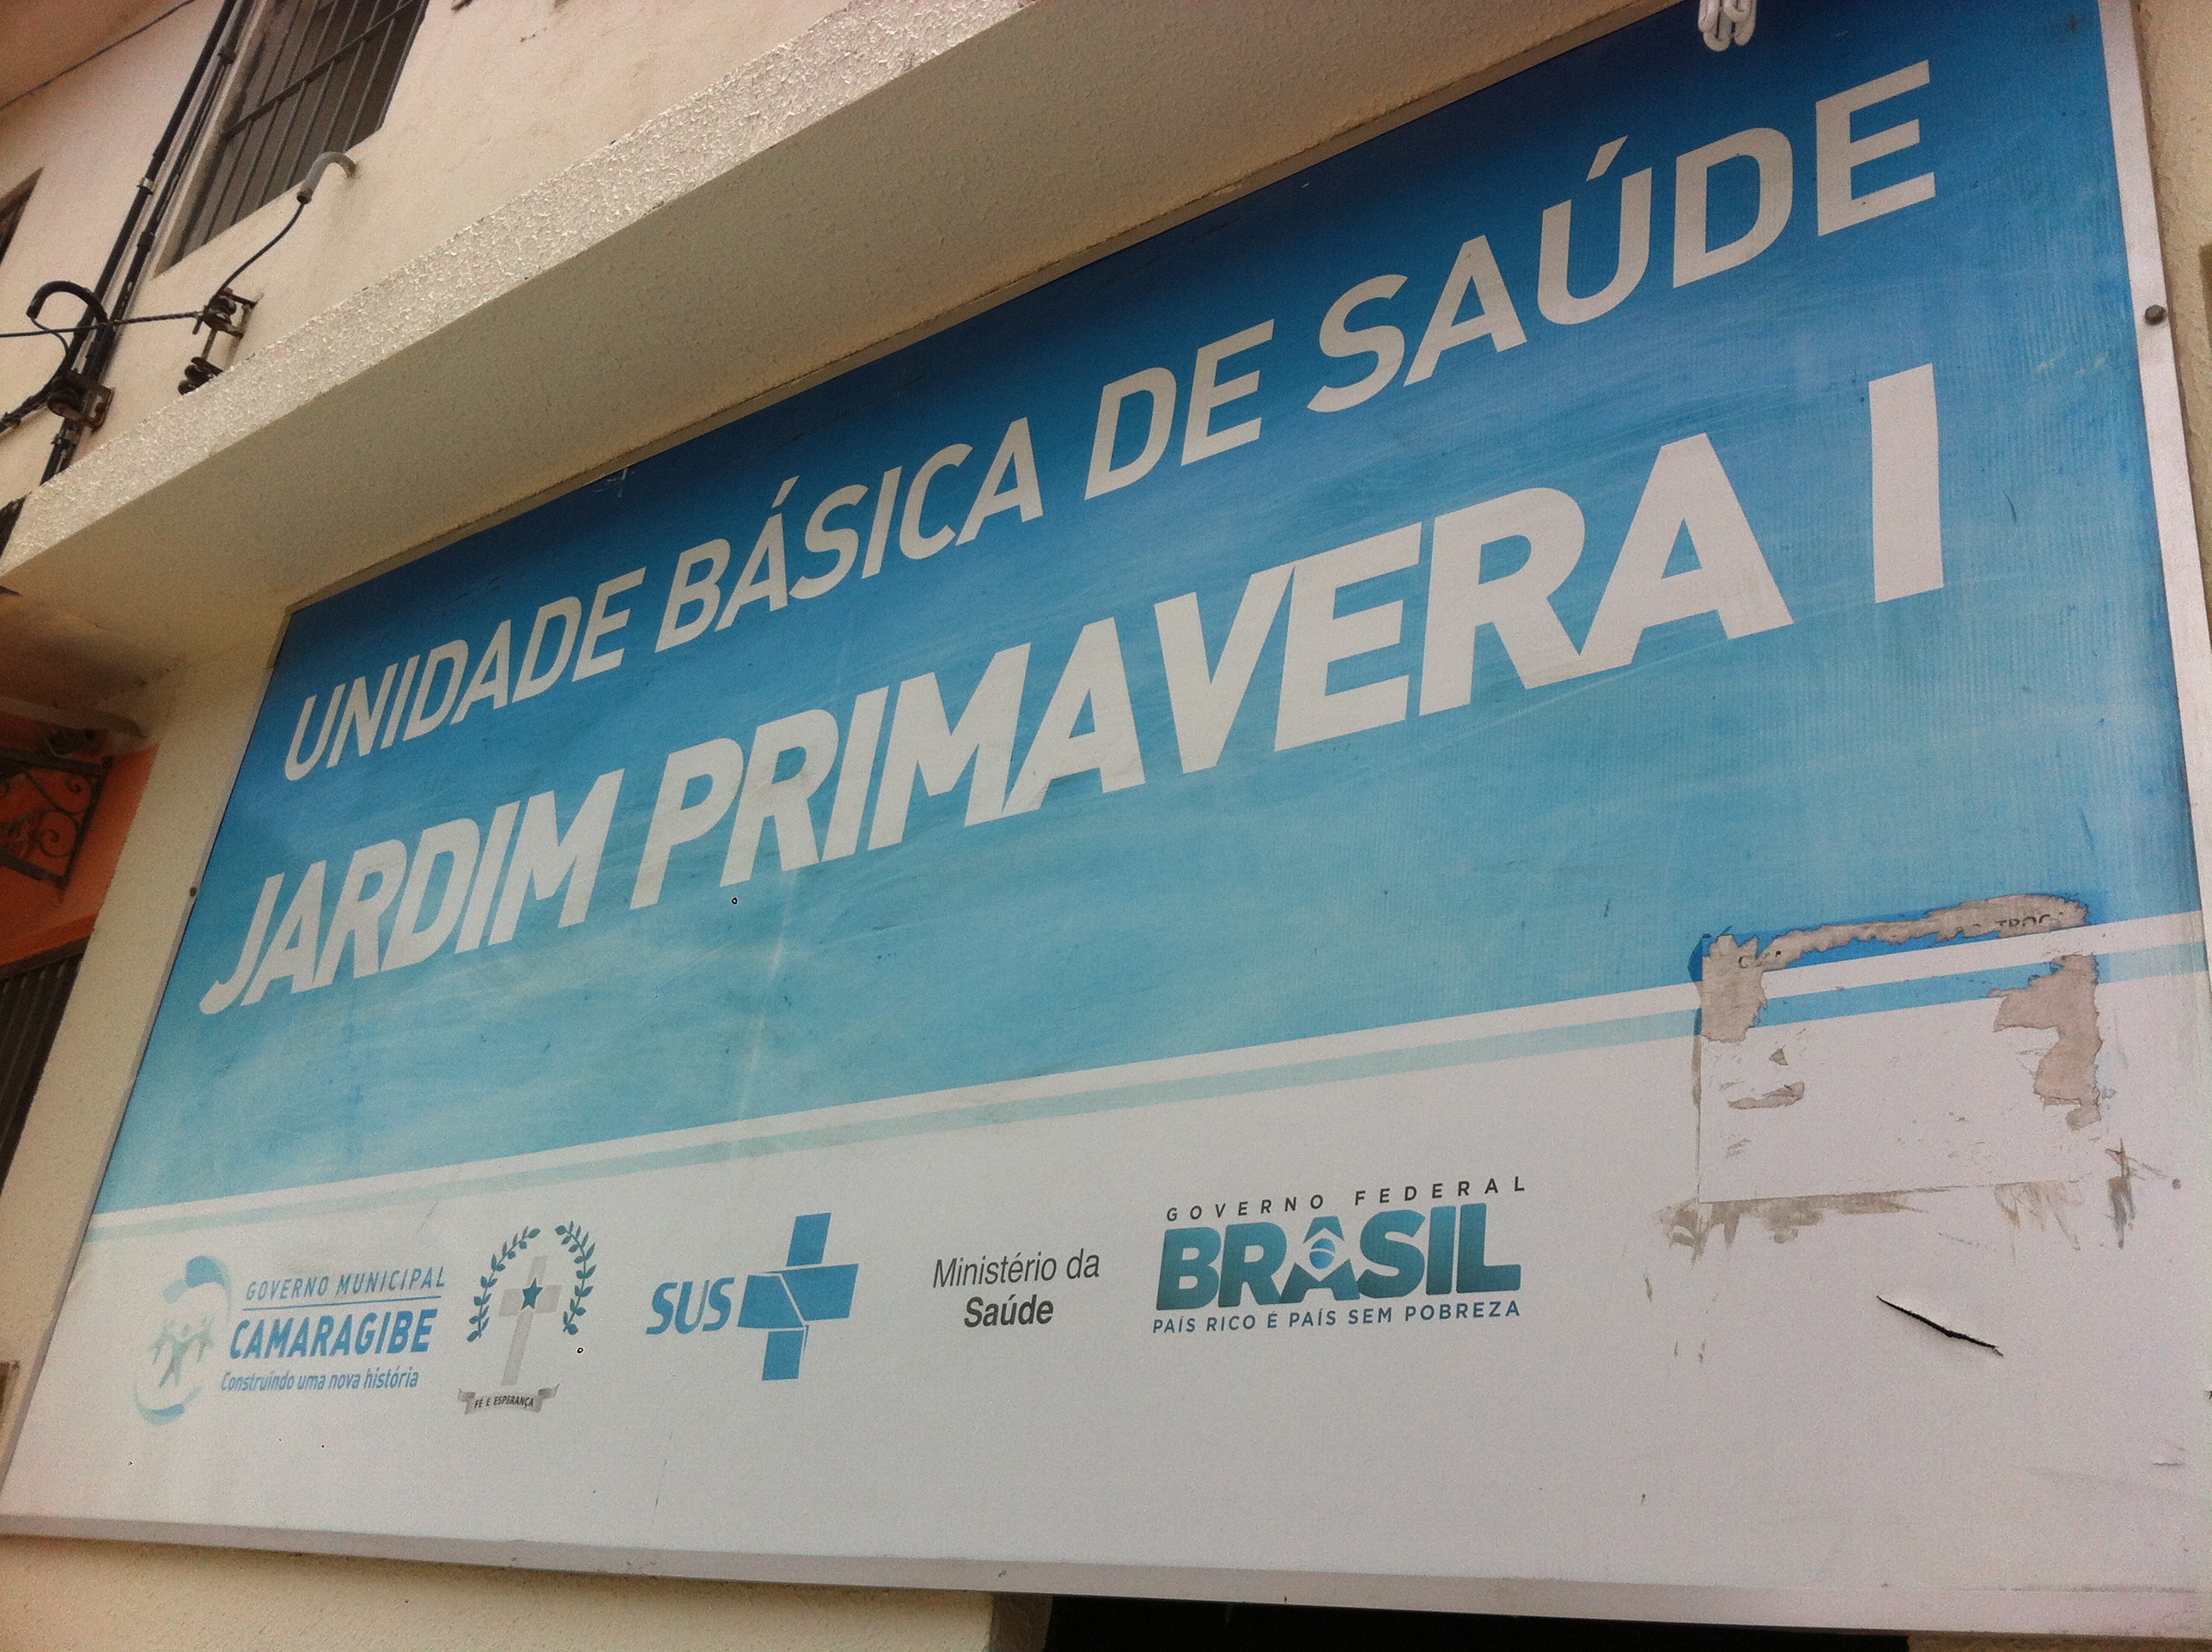 UNIDADE BÁSICA DE SAÚDE
JARDIM PRIMAVERA I
GOVERNO MUNICIPAL
CAMARAGIBE
Construindo uma nova história
FÉ E ESPERANÇA
SUS
Ministério da
Saúde
GOVERNO FEDERAL
BRASIL
PAÍS RICO É PAÍS SEM POBREZA